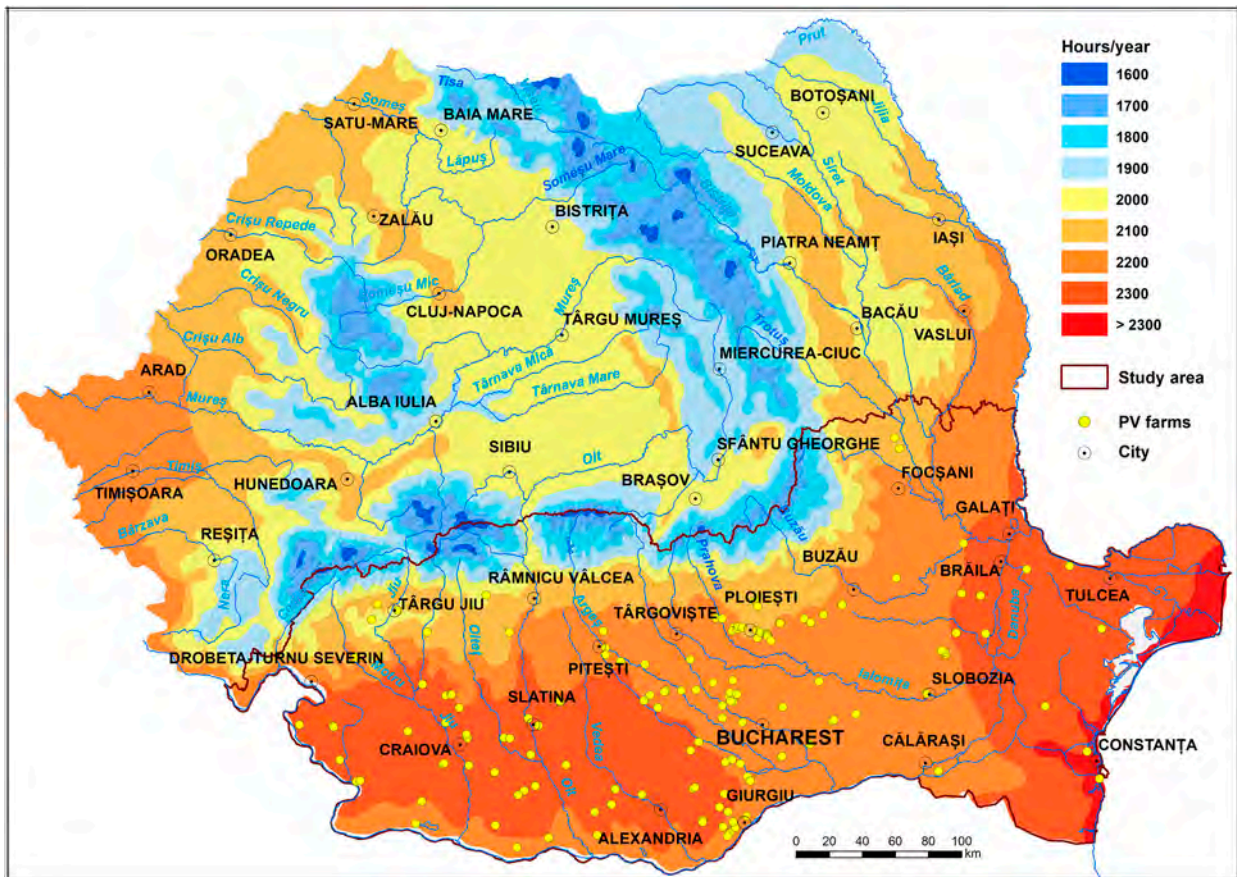 Prut
Hours/year
1600
1700
1800
1900
2000
2100
2200
2300
> 2300
Study area
PV farms
City
Tisa
Someș
SATU-MARE
BAIA MARE
Lăpuș
Someșu Mare
BOTOȘANI
Jijia
SUCEAVA
Siret
Moldova
Bistrița
ZALĂU
BISTRIȚA
Crișu Repede
ORADEA
IAȘI
PIATRA NEAMȚ
Crișu Negru
Someșu Mic
CLUJ-NAPOCA
Mureș
TÂRGU MUREȘ
Bârlad
Trotuș
BACĂU
VASLUI
Crișu Alb
Târnava Mică
MIERCUREA-CIUC
ARAD
Târnava Mare
Mureș
ALBA IULIA
SIBIU
Olt
SFÂNTU GHEORGHE
Timiș
TIMIȘOARA
HUNEDOARA
BRAȘOV
FOCȘANI
GALAȚI
Bârzava
REȘIȚA
Buzău
Prahova
BUZĂU
BRĂILA
Nera
RÂMNICU VÂLCEA
PLOIEȘTI
TULCEA
Jiu
TÂRGU JIU
Argeș
TÂRGOVIȘTE
Danube
Olteț
DROBETA/TURNU SEVERIN
Motru
PITEȘTI
Ialomița
SLOBOZIA
SLATINA
Jiu
Vedea
BUCHAREST
CRAIOVA
CĂLĂRAȘI
CONSTANȚA
Olt
GIURGIU
ALEXANDRIA
0 20 40 60 80 100
km